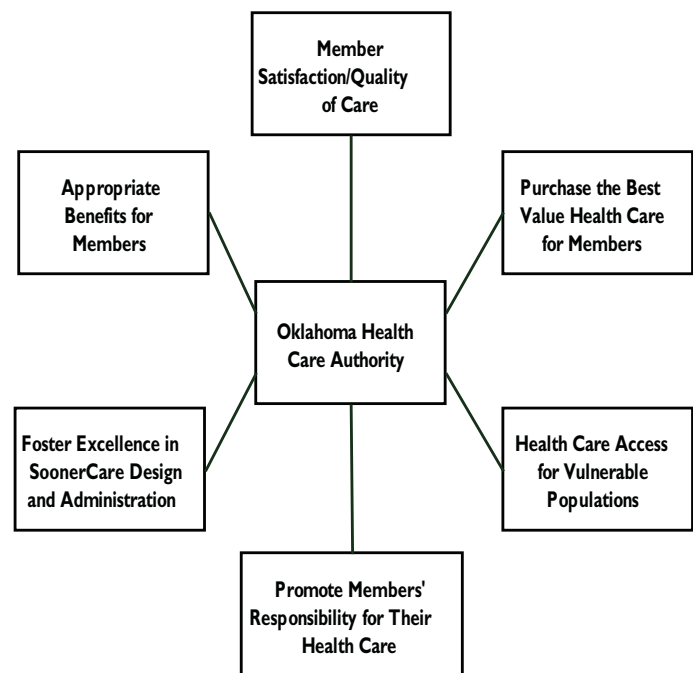 Member
Satisfaction/Quality
of Care
Appropriate
Benefits for
Members
Purchase the Best
Value Health Care
for Members
Oklahoma Health
Care Authority
Foster Excellence in
SoonerCare Design
and Administration
Health Care Access
for Vulnerable
Populations
Promote Members'
Responsibility for Their
Health Care